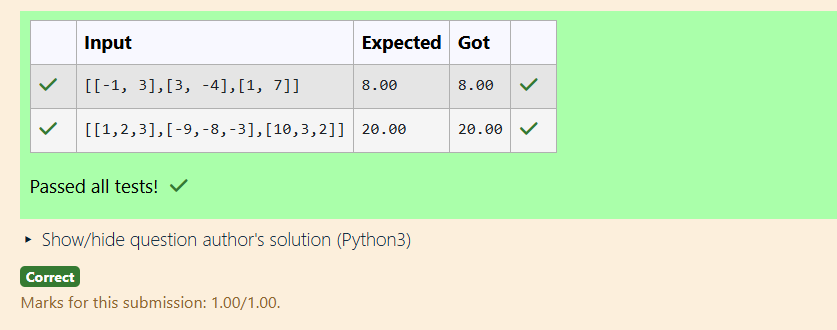 Input Expected Got
[[-1, 3],[3, -4],[1, 7]] 8.00 8.00
[[1,2,3],[-9,-8,-3],[10,3,2]] 20.00 20.00
Passed all tests!
Show/hide question author's solution (Python3)
Correct
Marks for this submission: 1.00/1.00.